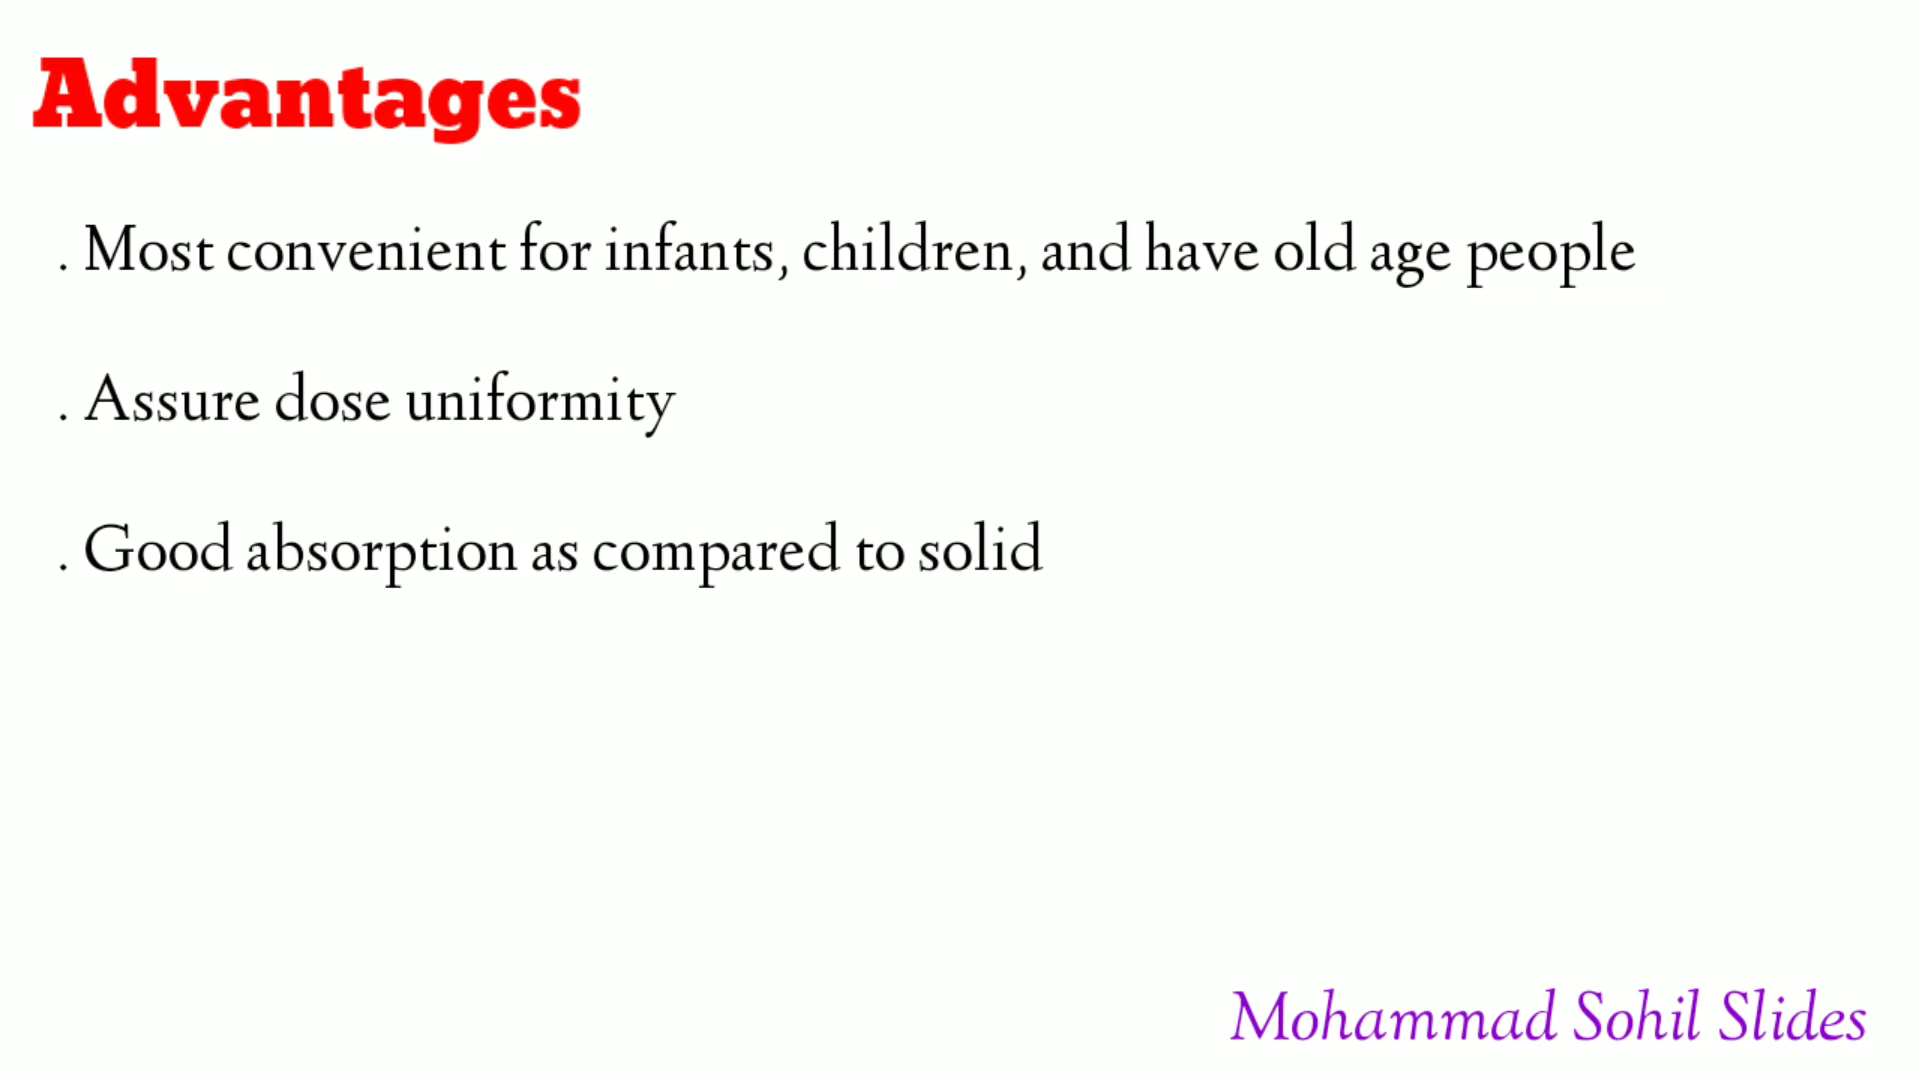 Advantages
. Most convenient for infants, children, and have old age people
. Assure dose uniformity
. Good absorption as compared to solid
Mohammad Sohil Slides